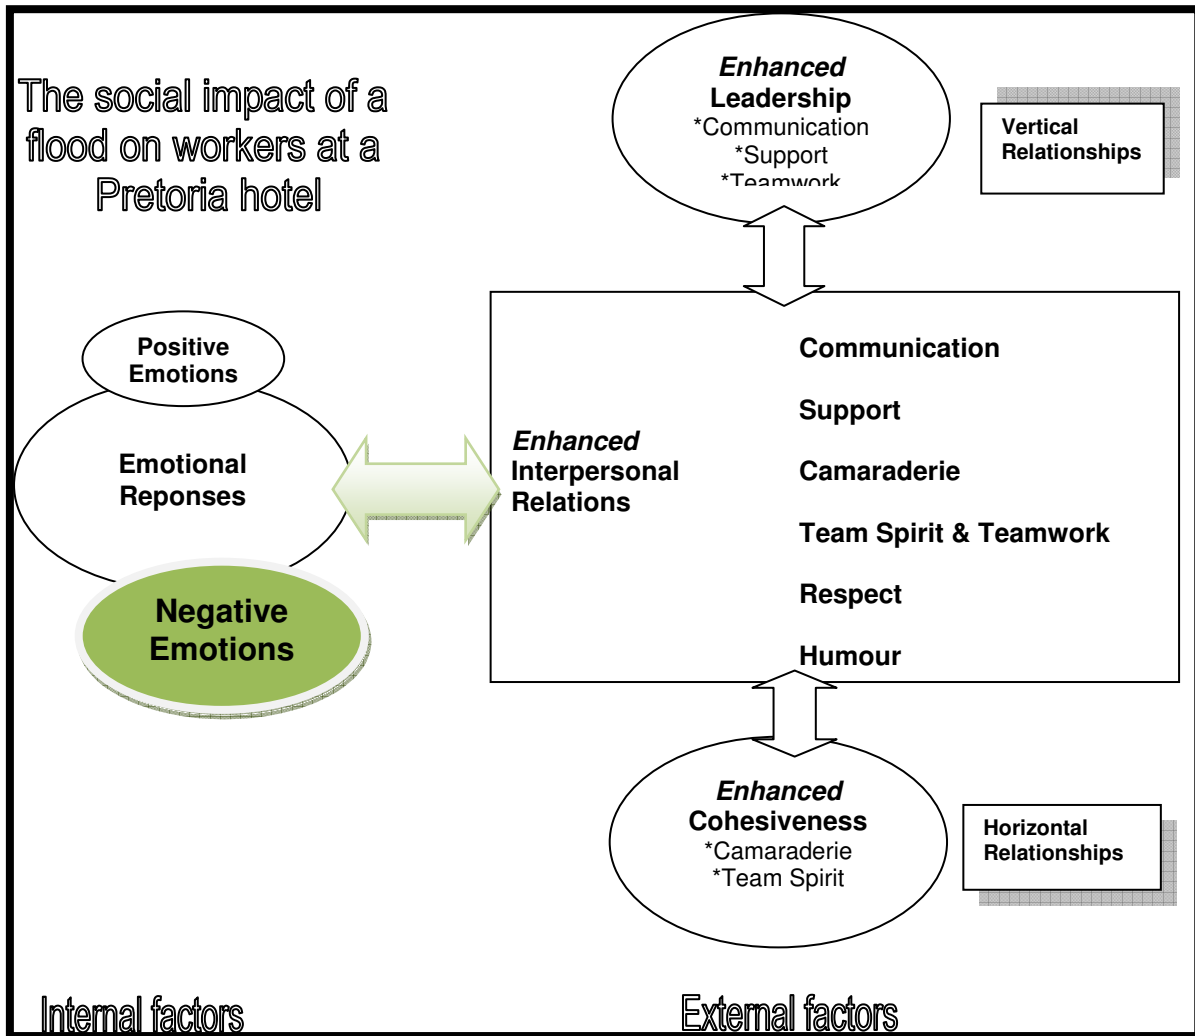 The social impact of a
flood on workers at a
Pretoria hotel
Enhanced
Leadership
*Communication
*Support
*Teamwork
Vertical
Relationships
Positive
Emotions
Emotional
Reponses
Negative
Emotions
Enhanced
Interpersonal
Relations
Communication
Support
Camaraderie
Team Spirit & Teamwork
Respect
Humour
Enhanced
Cohesiveness
*Camaraderie
*Team Spirit
Horizontal
Relationships
Internal factors
External factors